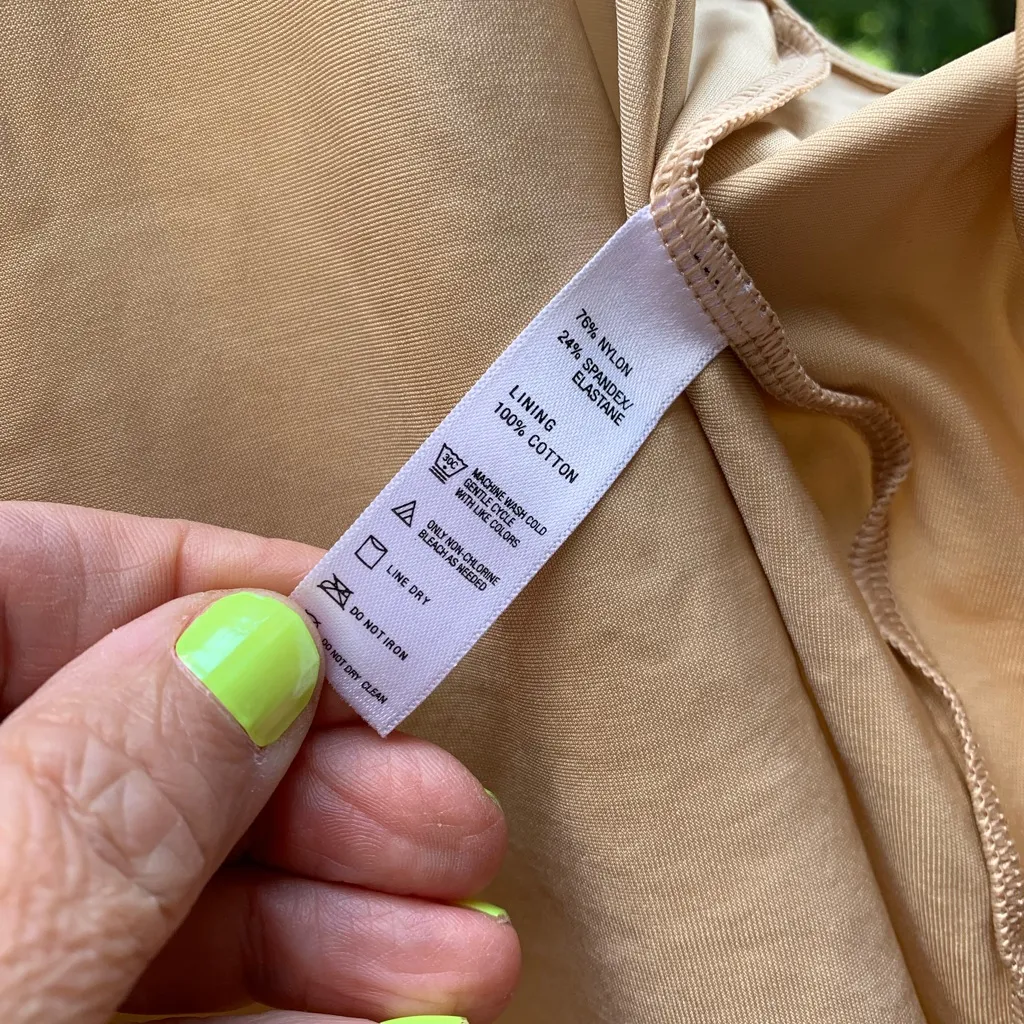 76% NYLON
24% SPANDEX/
ELASTANE
LINING
100% COTTON
30C
MACHINE WASH COLD
GENTLE CYCLE
WITH LIKE COLORS
ONLY NON-CHLORINE
BLEACH AS NEEDED
LINE DRY
DO NOT IRON
DO NOT DRY CLEAN